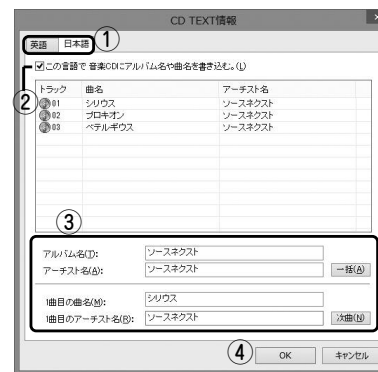 CD TEXT情報
英語 日本語 ①
この言語で 音楽CDにアルバム名や曲名を書き込む。(L)
②
トラック 曲名 アーチスト名
01 シリウス ソースネクスト
02 プロキオン ソースネクスト
03 ベテルギウス ソースネクスト
③
アルバム名(T): ソースネクスト
アーチスト名(A): ソースネクスト 一括(A)
1曲目の曲名(M): シリウス
1曲目のアーチスト名(R): ソースネクスト 次曲(N)
④ OK キャンセル